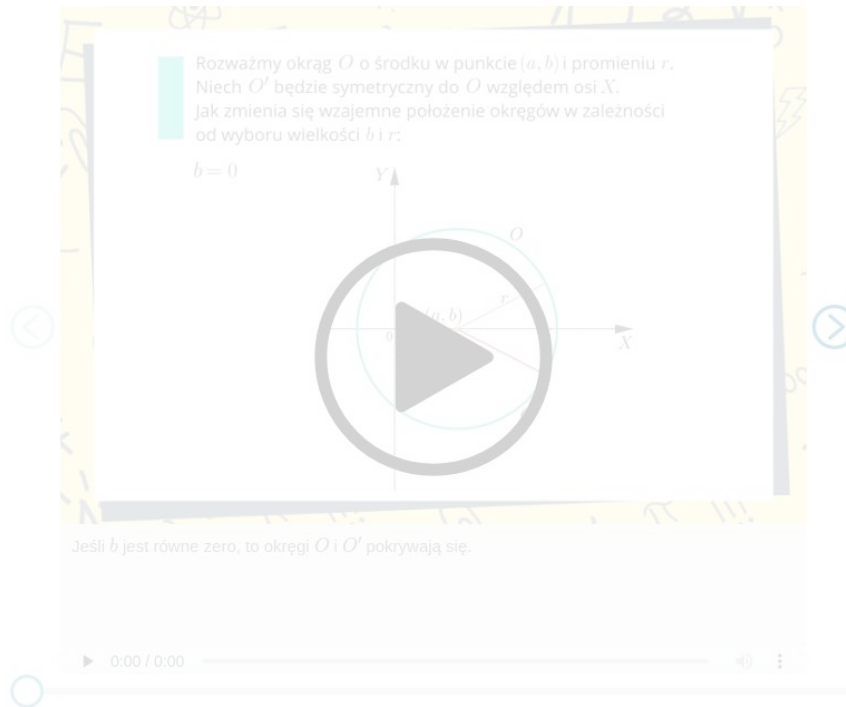 Rozważmy okrąg O o środku w punkcie (a, b) i promieniu r.
Niech O′ będzie symetryczny do O względem osi X.
Jak zmienia się wzajemne położenie okręgów w zależności
od wyboru wielkości b i r:
b = 0
Y
O
r
(a, b)
0
X
Jeśli b jest równe zero, to okręgi O i O′ pokrywają się.
0:00 / 0:00